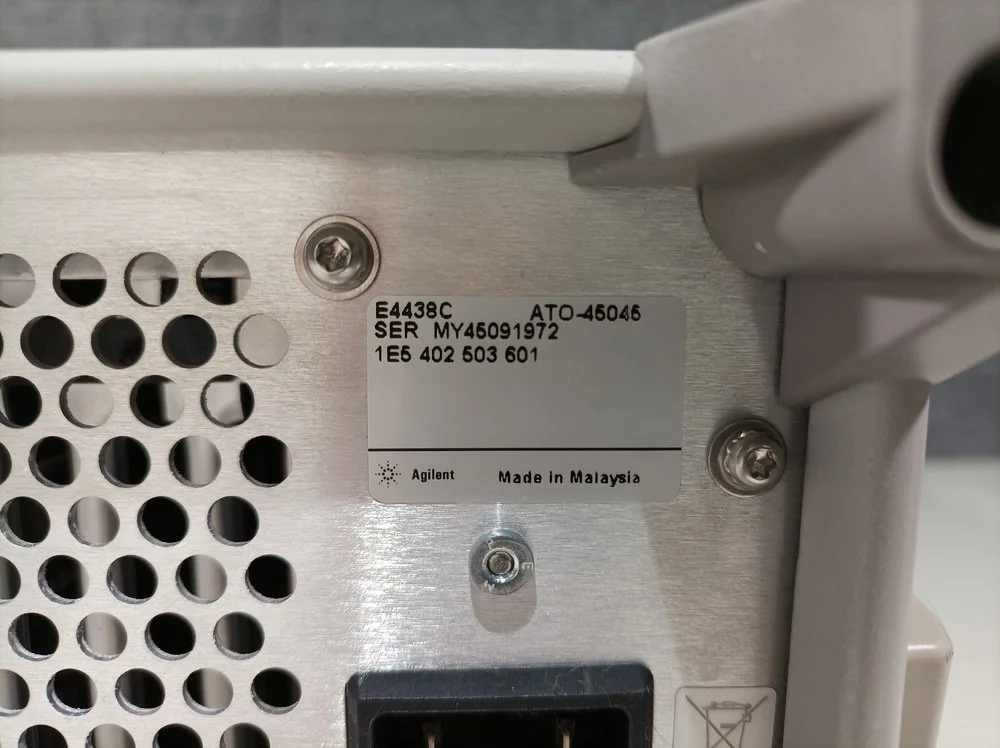 E4438C ATO-45045
SER MY45091972
1E5 402 503 601
Agilent Made in Malaysia